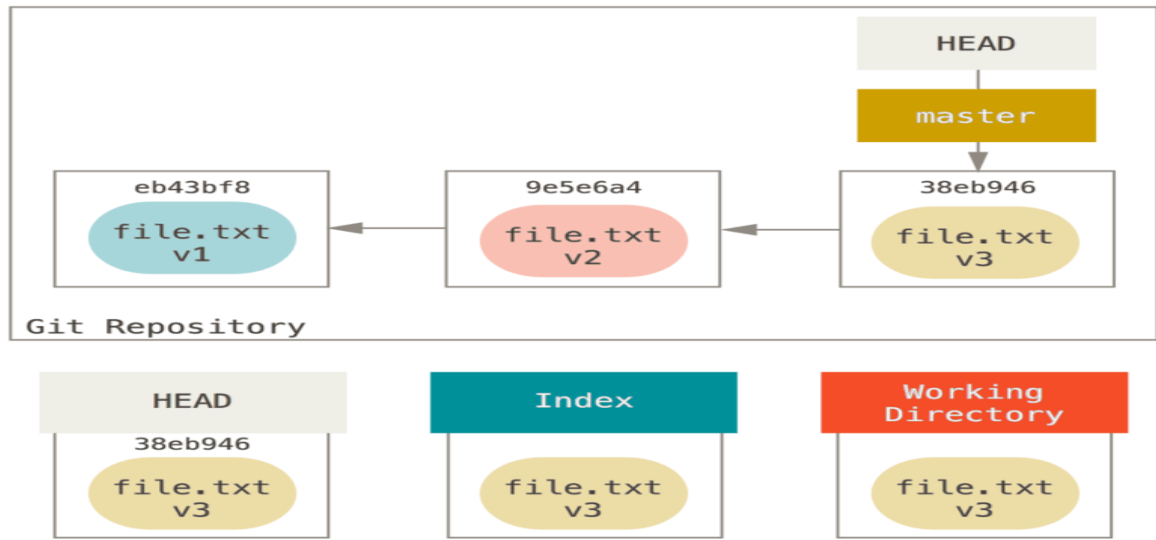 HEAD
master
eb43bf8
9e5e6a4
38eb946
file.txt
v1
file.txt
v2
file.txt
v3
Git Repository
HEAD
Index
Working
Directory
38eb946
file.txt
v3
file.txt
v3
file.txt
v3